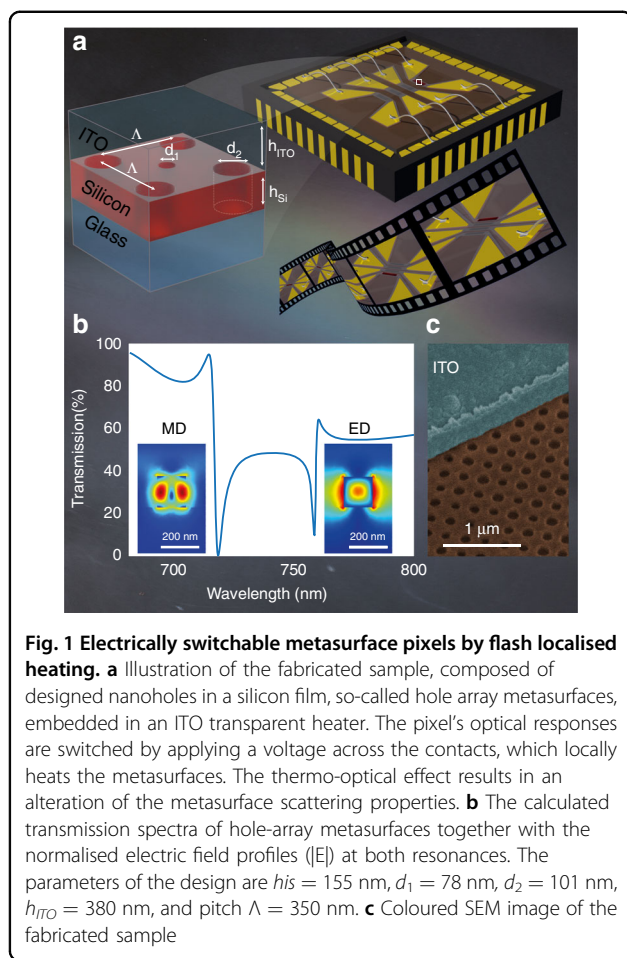 a
ITO
Λ
d₁
d₂
Λ
h_ITO
h_Si
Silicon
Glass
b
c
100
80
60
40
20
0
Transmission(%)
MD
ED
200 nm
200 nm
700
750
800
Wavelength (nm)
ITO
1 μm
Fig. 1 Electrically switchable metasurface pixels by flash localised
heating. a Illustration of the fabricated sample, composed of
designed nanoholes in a silicon film, so-called hole array metasurfaces,
embedded in an ITO transparent heater. The pixel's optical responses
are switched by applying a voltage across the contacts, which locally
heats the metasurfaces. The thermo-optical effect results in an
alteration of the metasurface scattering properties. b The calculated
transmission spectra of hole-array metasurfaces together with the
normalised electric field profiles (|E|) at both resonances. The
parameters of the design are his = 155 nm, d₁ = 78 nm, d₂ = 101 nm,
h_ITO = 380 nm, and pitch Λ = 350 nm. c Coloured SEM image of the
fabricated sample